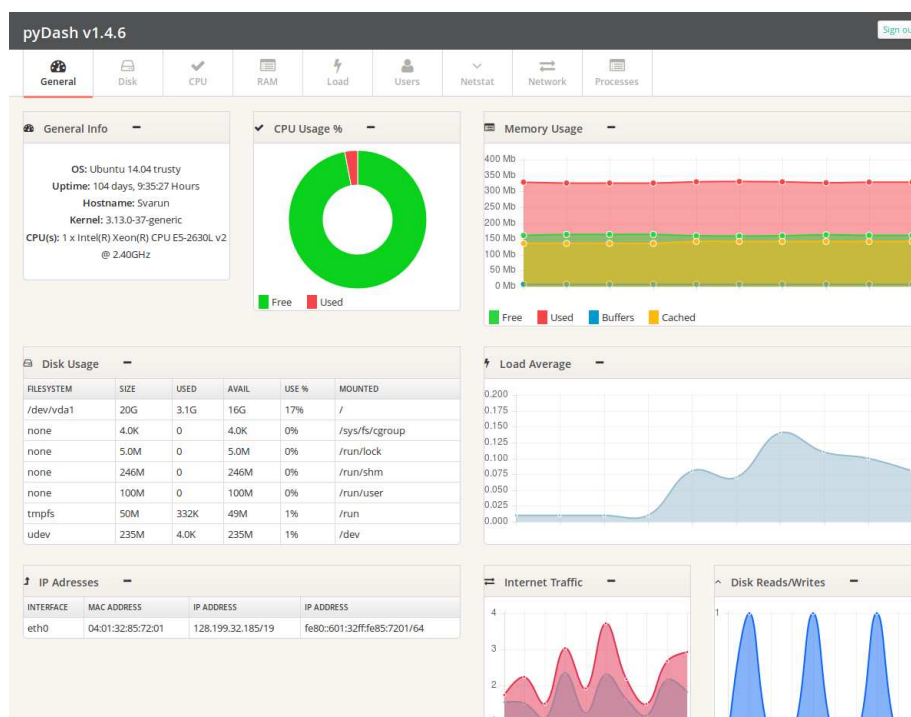 pyDash v1.4.6
Sign ou
General Disk CPU RAM Load Users Netstat Network Processes
General Info
OS: Ubuntu 14.04 trusty
Uptime: 104 days, 9:35:27 Hours
Hostname: Svarun
Kernel: 3.13.0-37-generic
CPU(s): 1 x Intel(R) Xeon(R) CPU E5-2630L v2
@ 2.40GHz
CPU Usage %
Free Used
Memory Usage
400 Mb
350 Mb
300 Mb
250 Mb
200 Mb
150 Mb
100 Mb
50 Mb
0 Mb
Free Used Buffers Cached
Disk Usage
FILESYSTEM SIZE USED AVAIL USE % MOUNTED
/dev/vda1 20G 3.1G 16G 17% /
none 4.0K 0 4.0K 0% /sys/fs/cgroup
none 5.0M 0 5.0M 0% /run/lock
none 246M 0 246M 0% /run/shm
none 100M 0 100M 0% /run/user
tmpfs 50M 332K 49M 1% /run
udev 235M 4.0K 235M 1% /dev
Load Average
0.200
0.175
0.150
0.125
0.100
0.075
0.050
0.025
0.000
IP Adresses
INTERFACE MAC ADDRESS IP ADDRESS IP ADDRESS
eth0 04:01:32:85:72:01 128.199.32.185/19 fe80::601:32ff:fe85:7201/64
Internet Traffic
4
3
2
Disk Reads/Writes
1